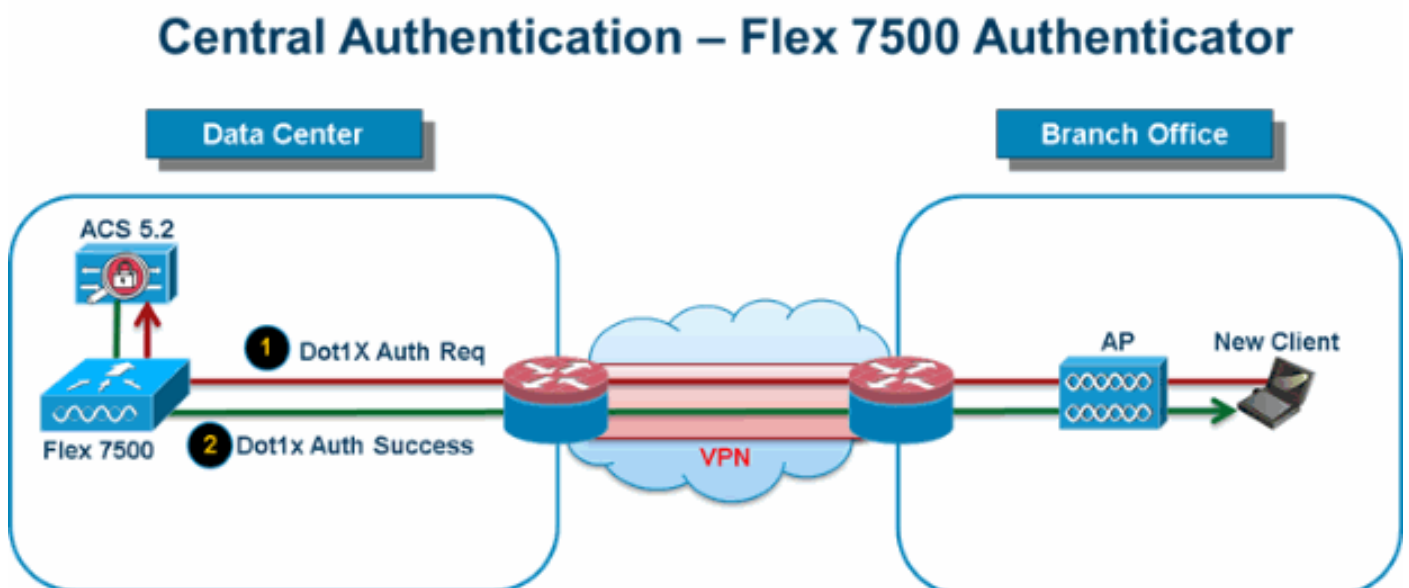 Central Authentication – Flex 7500 Authenticator
Data Center
Branch Office
ACS 5.2
1 Dot1X Auth Req
AP
New Client
Flex 7500
2 Dot1x Auth Success
VPN